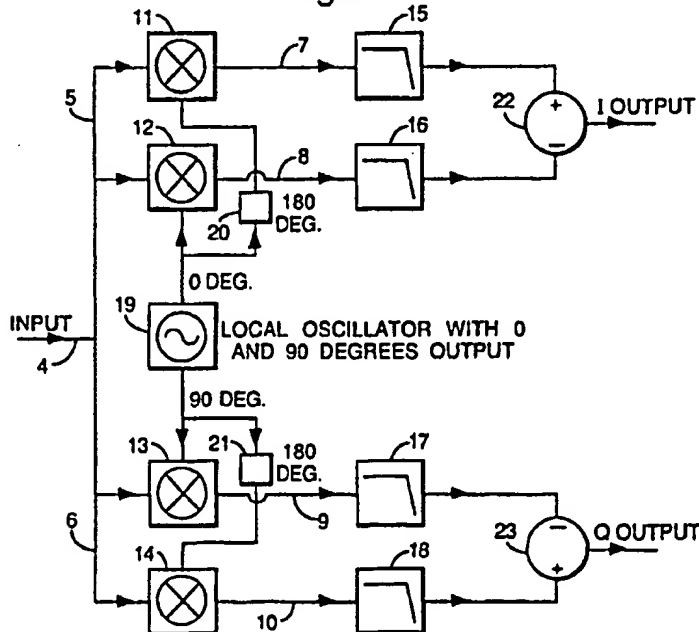 11
7
15
5
12
22
+
I OUTPUT
−
16
8
20
180
DEG.
0 DEG.
19
INPUT
4
LOCAL OSCILLATOR WITH 0
AND 90 DEGREES OUTPUT
90 DEG.
13
21
180
DEG.
17
9
6
14
23
−
Q OUTPUT
+
18
10